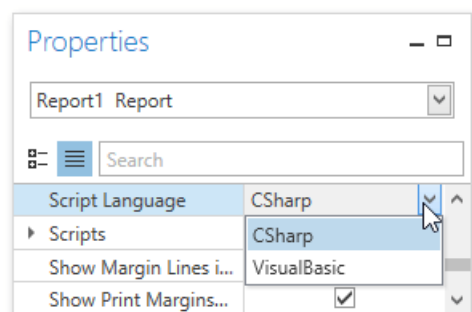 Properties
Report1 Report
Search
Script Language CSharp
Scripts CSharp
Show Margin Lines i... VisualBasic
Show Print Margins...